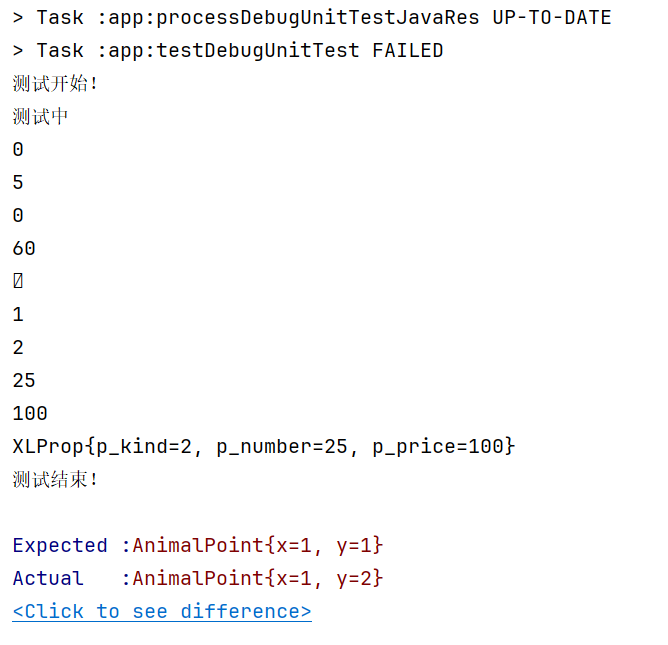 > Task :app:processDebugUnitTestJavaRes UP-TO-DATE
> Task :app:testDebugUnitTest FAILED
测试开始!
测试中
0
5
0
60
1
2
25
100
XLProp{p_kind=2, p_number=25, p_price=100}
测试结束!
Expected :AnimalPoint{x=1, y=1}
Actual   :AnimalPoint{x=1, y=2}
<Click to see difference>